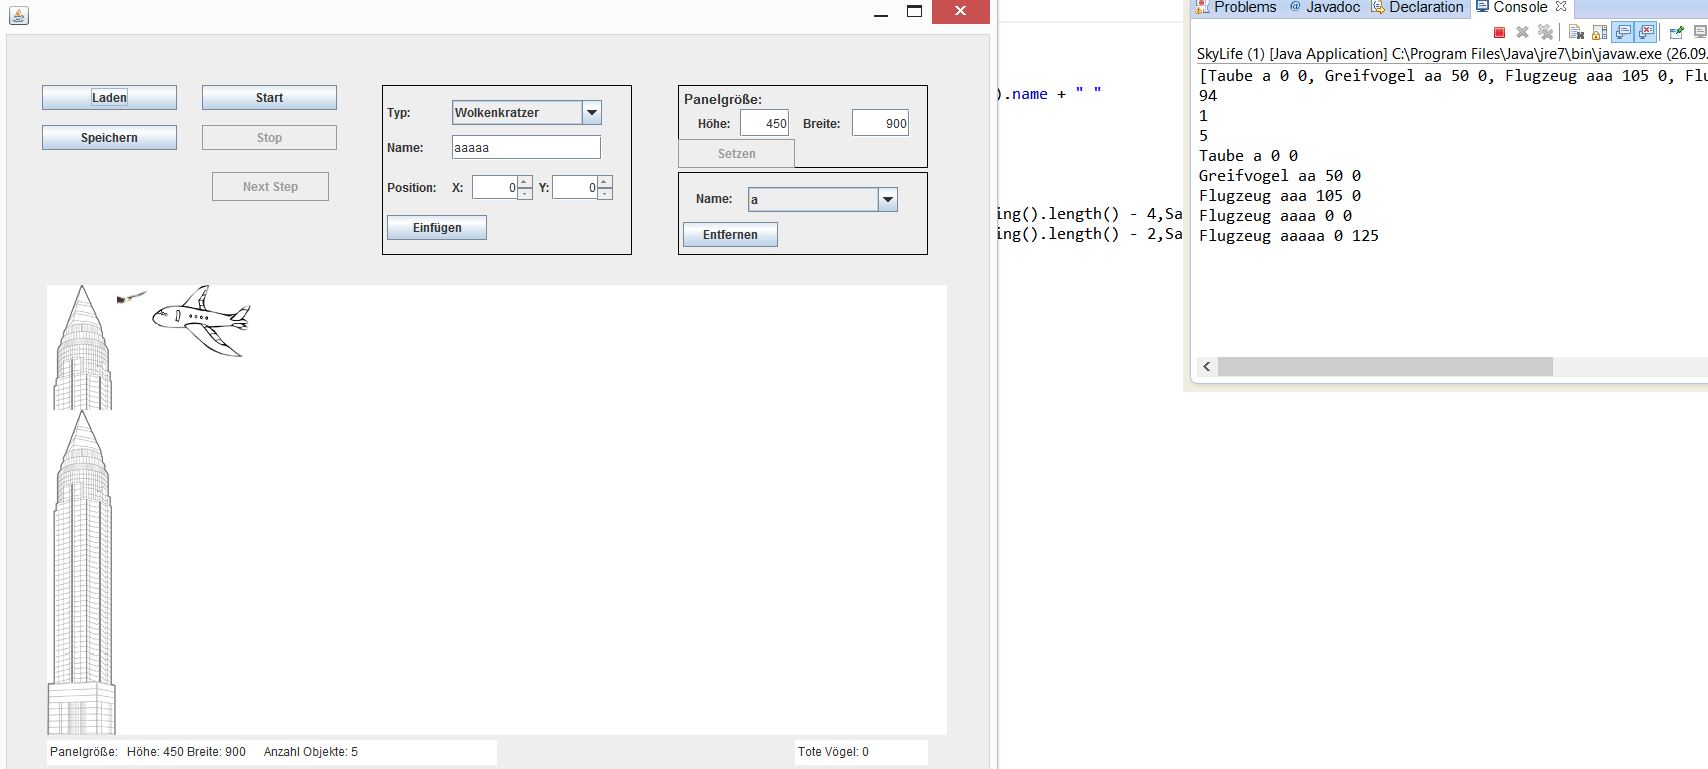 Laden
Start
Speichern
Stop
Next Step
Typ: Wolkenkratzer
Name: aaaaa
Position: X: 0 Y: 0
Einfügen
Panelgröße:
Höhe: 450 Breite: 900
Setzen
Name: a
Entfernen
Panelgröße: Höhe: 450 Breite: 900 Anzahl Objekte: 5
Tote Vögel: 0
).name + " "
ing().length() - 4,Sa
ing().length() - 2,Sa
Problems @ Javadoc Declaration Console
SkyLife (1) [Java Application] C:\Program Files\Java\jre7\bin\javaw.exe (26.09.
[Taube a 0 0, Greifvogel aa 50 0, Flugzeug aaa 105 0, Flu
94
1
5
Taube a 0 0
Greifvogel aa 50 0
Flugzeug aaa 105 0
Flugzeug aaaa 0 0
Flugzeug aaaaa 0 125